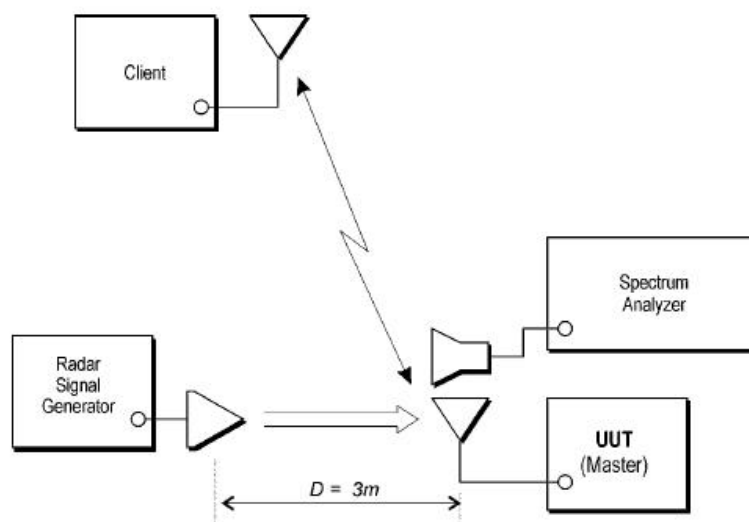 Client
Spectrum
Analyzer
Radar
Signal
Generator
UUT
(Master)
D = 3m